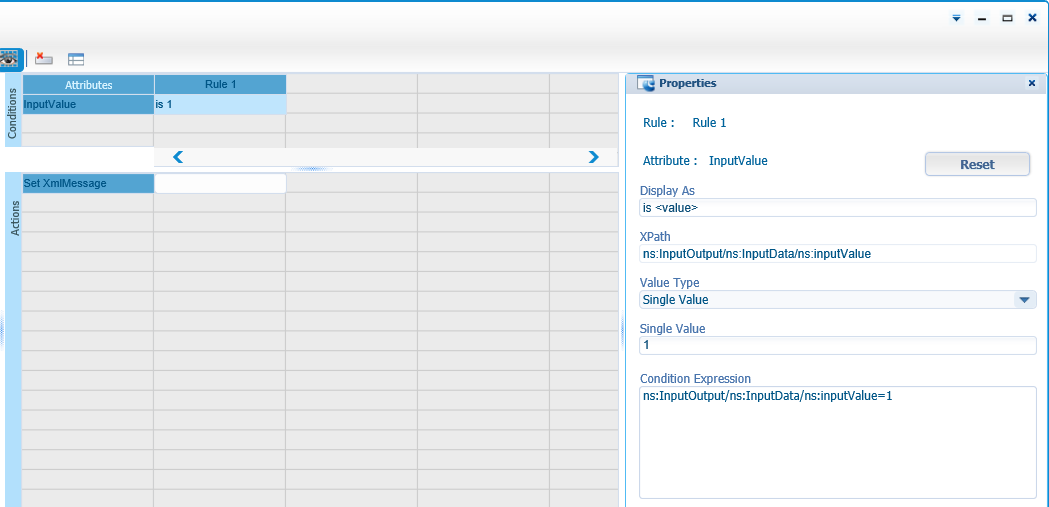 Attributes
Rule 1
Conditions
InputValue
is 1
Actions
Set XmlMessage
Properties
Rule : Rule 1
Attribute : InputValue
Reset
Display As
is <value>
XPath
ns:InputOutput/ns:InputData/ns:inputValue
Value Type
Single Value
Single Value
1
Condition Expression
ns:InputOutput/ns:InputData/ns:inputValue=1